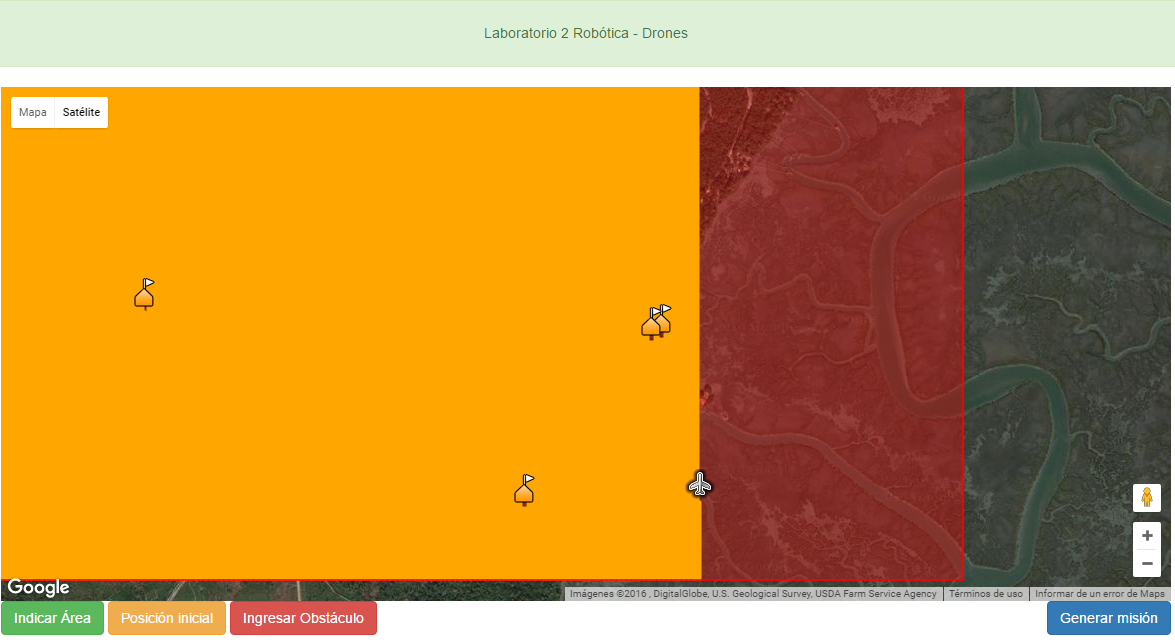 Laboratorio 2 Robótica - Drones
Mapa Satélite
Google
Imágenes ©2016 , DigitalGlobe, U.S. Geological Survey, USDA Farm Service Agency Términos de uso Informar de un error de Maps
Indicar Área Posición inicial Ingresar Obstáculo Generar misión